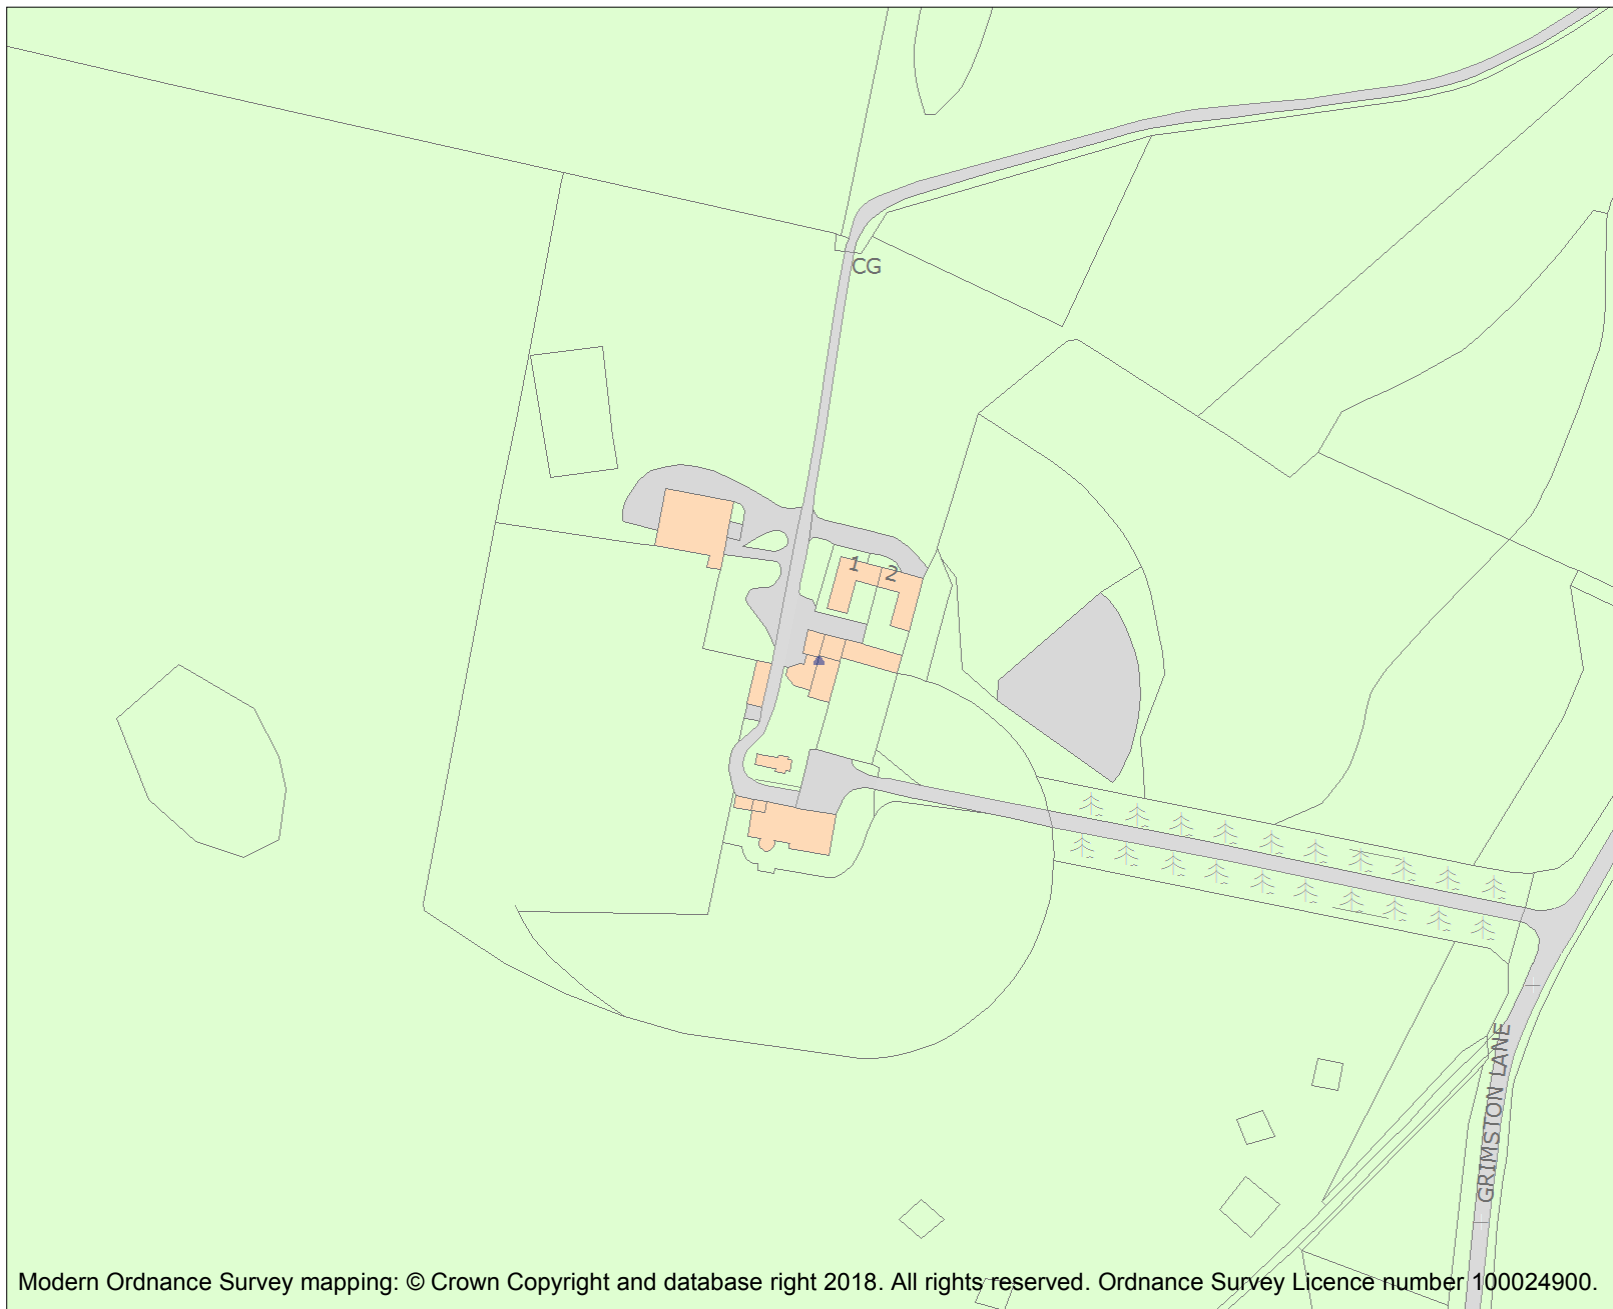 CG
1
2
GRIMSTON LANE
Modern Ordnance Survey mapping: © Crown Copyright and database right 2018. All rights reserved. Ordnance Survey Licence number 100024900.